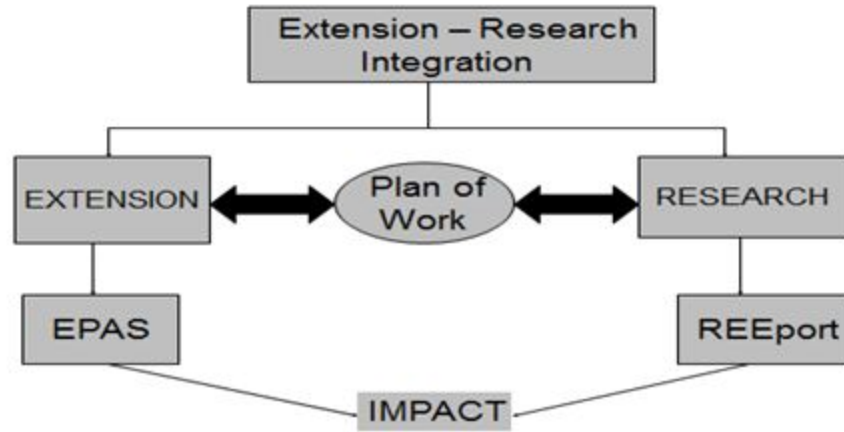 Extension – Research
Integration
EXTENSION
Plan of
Work
RESEARCH
EPAS
REEport
IMPACT